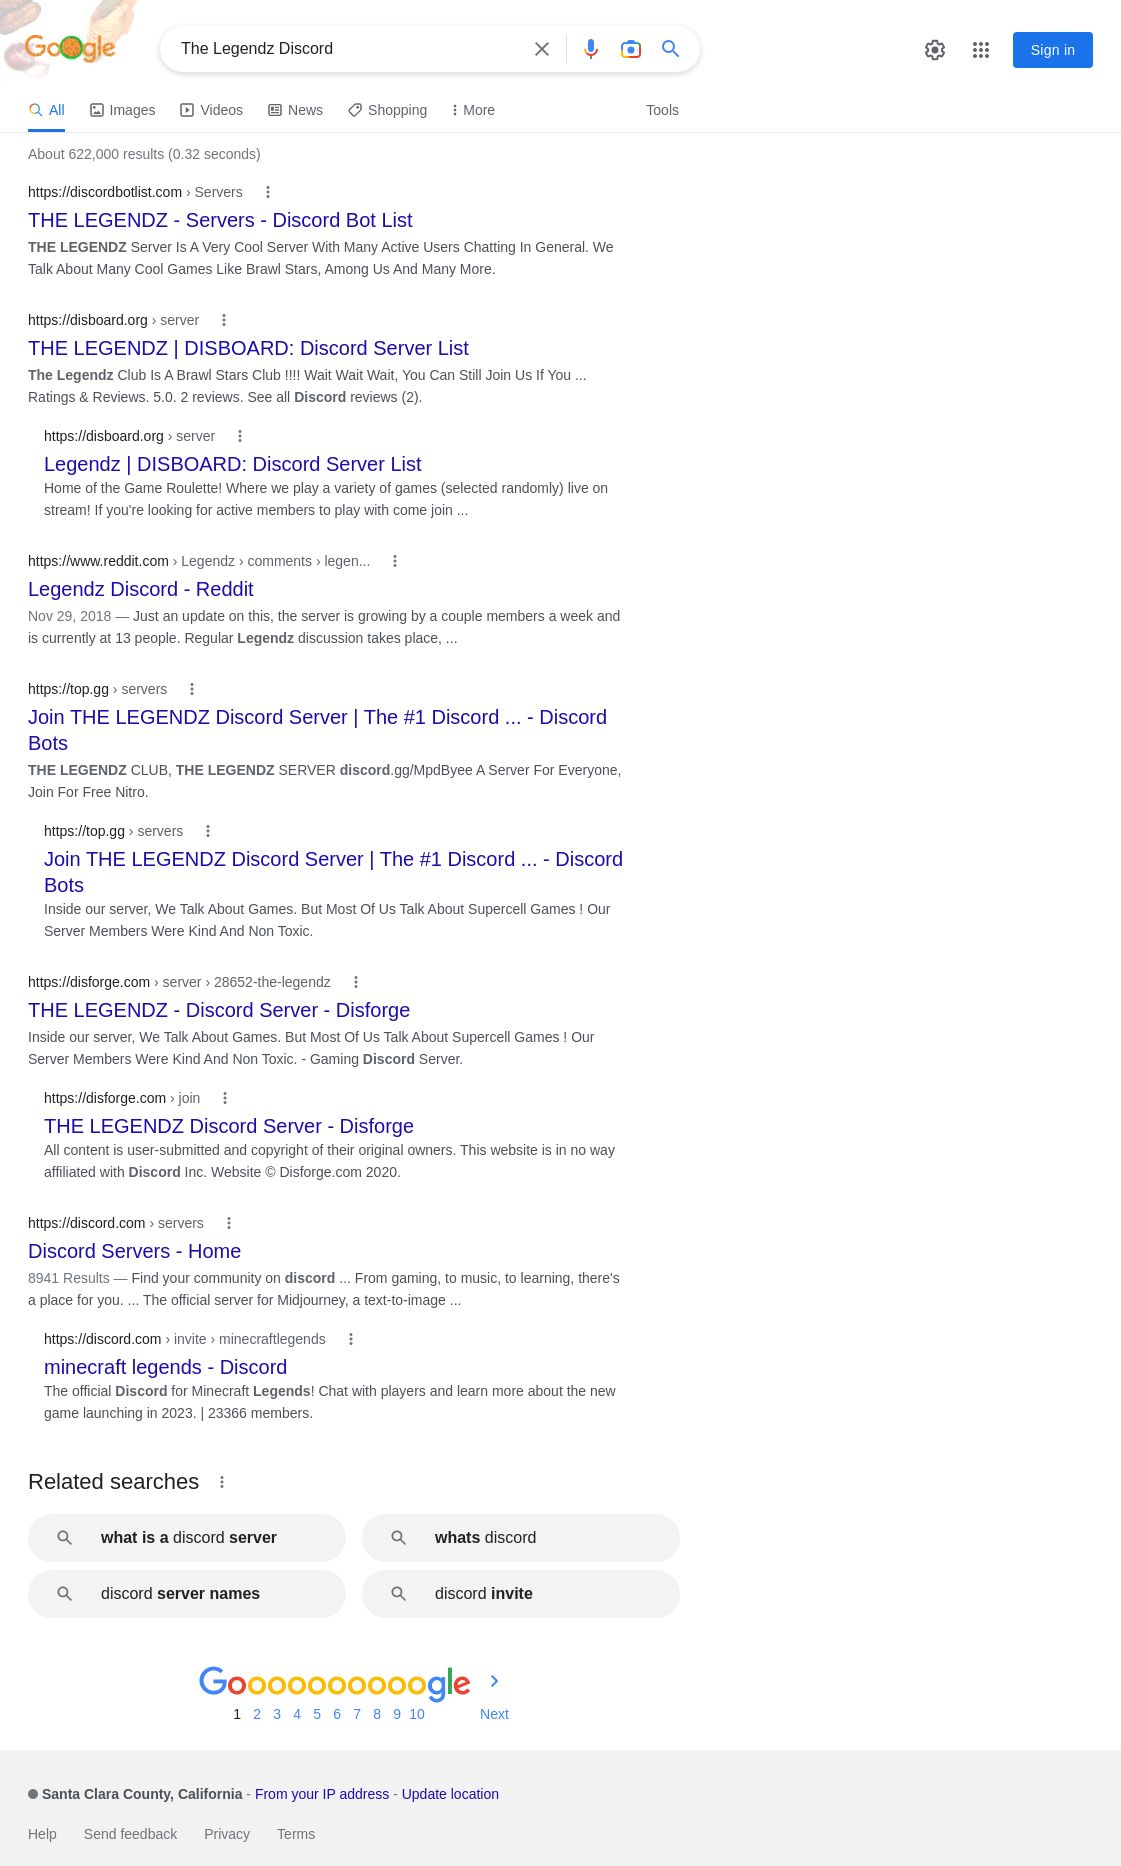 Google
The Legendz Discord
Sign in
All Images Videos News Shopping More Tools
About 622,000 results (0.32 seconds)
https://discordbotlist.com › Servers
THE LEGENDZ - Servers - Discord Bot List
THE LEGENDZ Server Is A Very Cool Server With Many Active Users Chatting In General. We
Talk About Many Cool Games Like Brawl Stars, Among Us And Many More.
https://disboard.org › server
THE LEGENDZ | DISBOARD: Discord Server List
The Legendz Club Is A Brawl Stars Club !!!! Wait Wait Wait, You Can Still Join Us If You ...
Ratings & Reviews. 5.0. 2 reviews. See all Discord reviews (2).
https://disboard.org › server
Legendz | DISBOARD: Discord Server List
Home of the Game Roulette! Where we play a variety of games (selected randomly) live on
stream! If you're looking for active members to play with come join ...
https://www.reddit.com › Legendz › comments › legen...
Legendz Discord - Reddit
Nov 29, 2018 — Just an update on this, the server is growing by a couple members a week and
is currently at 13 people. Regular Legendz discussion takes place, ...
https://top.gg › servers
Join THE LEGENDZ Discord Server | The #1 Discord ... - Discord
Bots
THE LEGENDZ CLUB, THE LEGENDZ SERVER discord.gg/MpdByee A Server For Everyone,
Join For Free Nitro.
https://top.gg › servers
Join THE LEGENDZ Discord Server | The #1 Discord ... - Discord
Bots
Inside our server, We Talk About Games. But Most Of Us Talk About Supercell Games ! Our
Server Members Were Kind And Non Toxic.
https://disforge.com › server › 28652-the-legendz
THE LEGENDZ - Discord Server - Disforge
Inside our server, We Talk About Games. But Most Of Us Talk About Supercell Games ! Our
Server Members Were Kind And Non Toxic. - Gaming Discord Server.
https://disforge.com › join
THE LEGENDZ Discord Server - Disforge
All content is user-submitted and copyright of their original owners. This website is in no way
affiliated with Discord Inc. Website © Disforge.com 2020.
https://discord.com › servers
Discord Servers - Home
8941 Results — Find your community on discord ... From gaming, to music, to learning, there's
a place for you. ... The official server for Midjourney, a text-to-image ...
https://discord.com › invite › minecraftlegends
minecraft legends - Discord
The official Discord for Minecraft Legends! Chat with players and learn more about the new
game launching in 2023. | 23366 members.
Related searches
what is a discord server
whats discord
discord server names
discord invite
Goooooooooogle
1 2 3 4 5 6 7 8 9 10 Next
Santa Clara County, California - From your IP address - Update location
Help Send feedback Privacy Terms